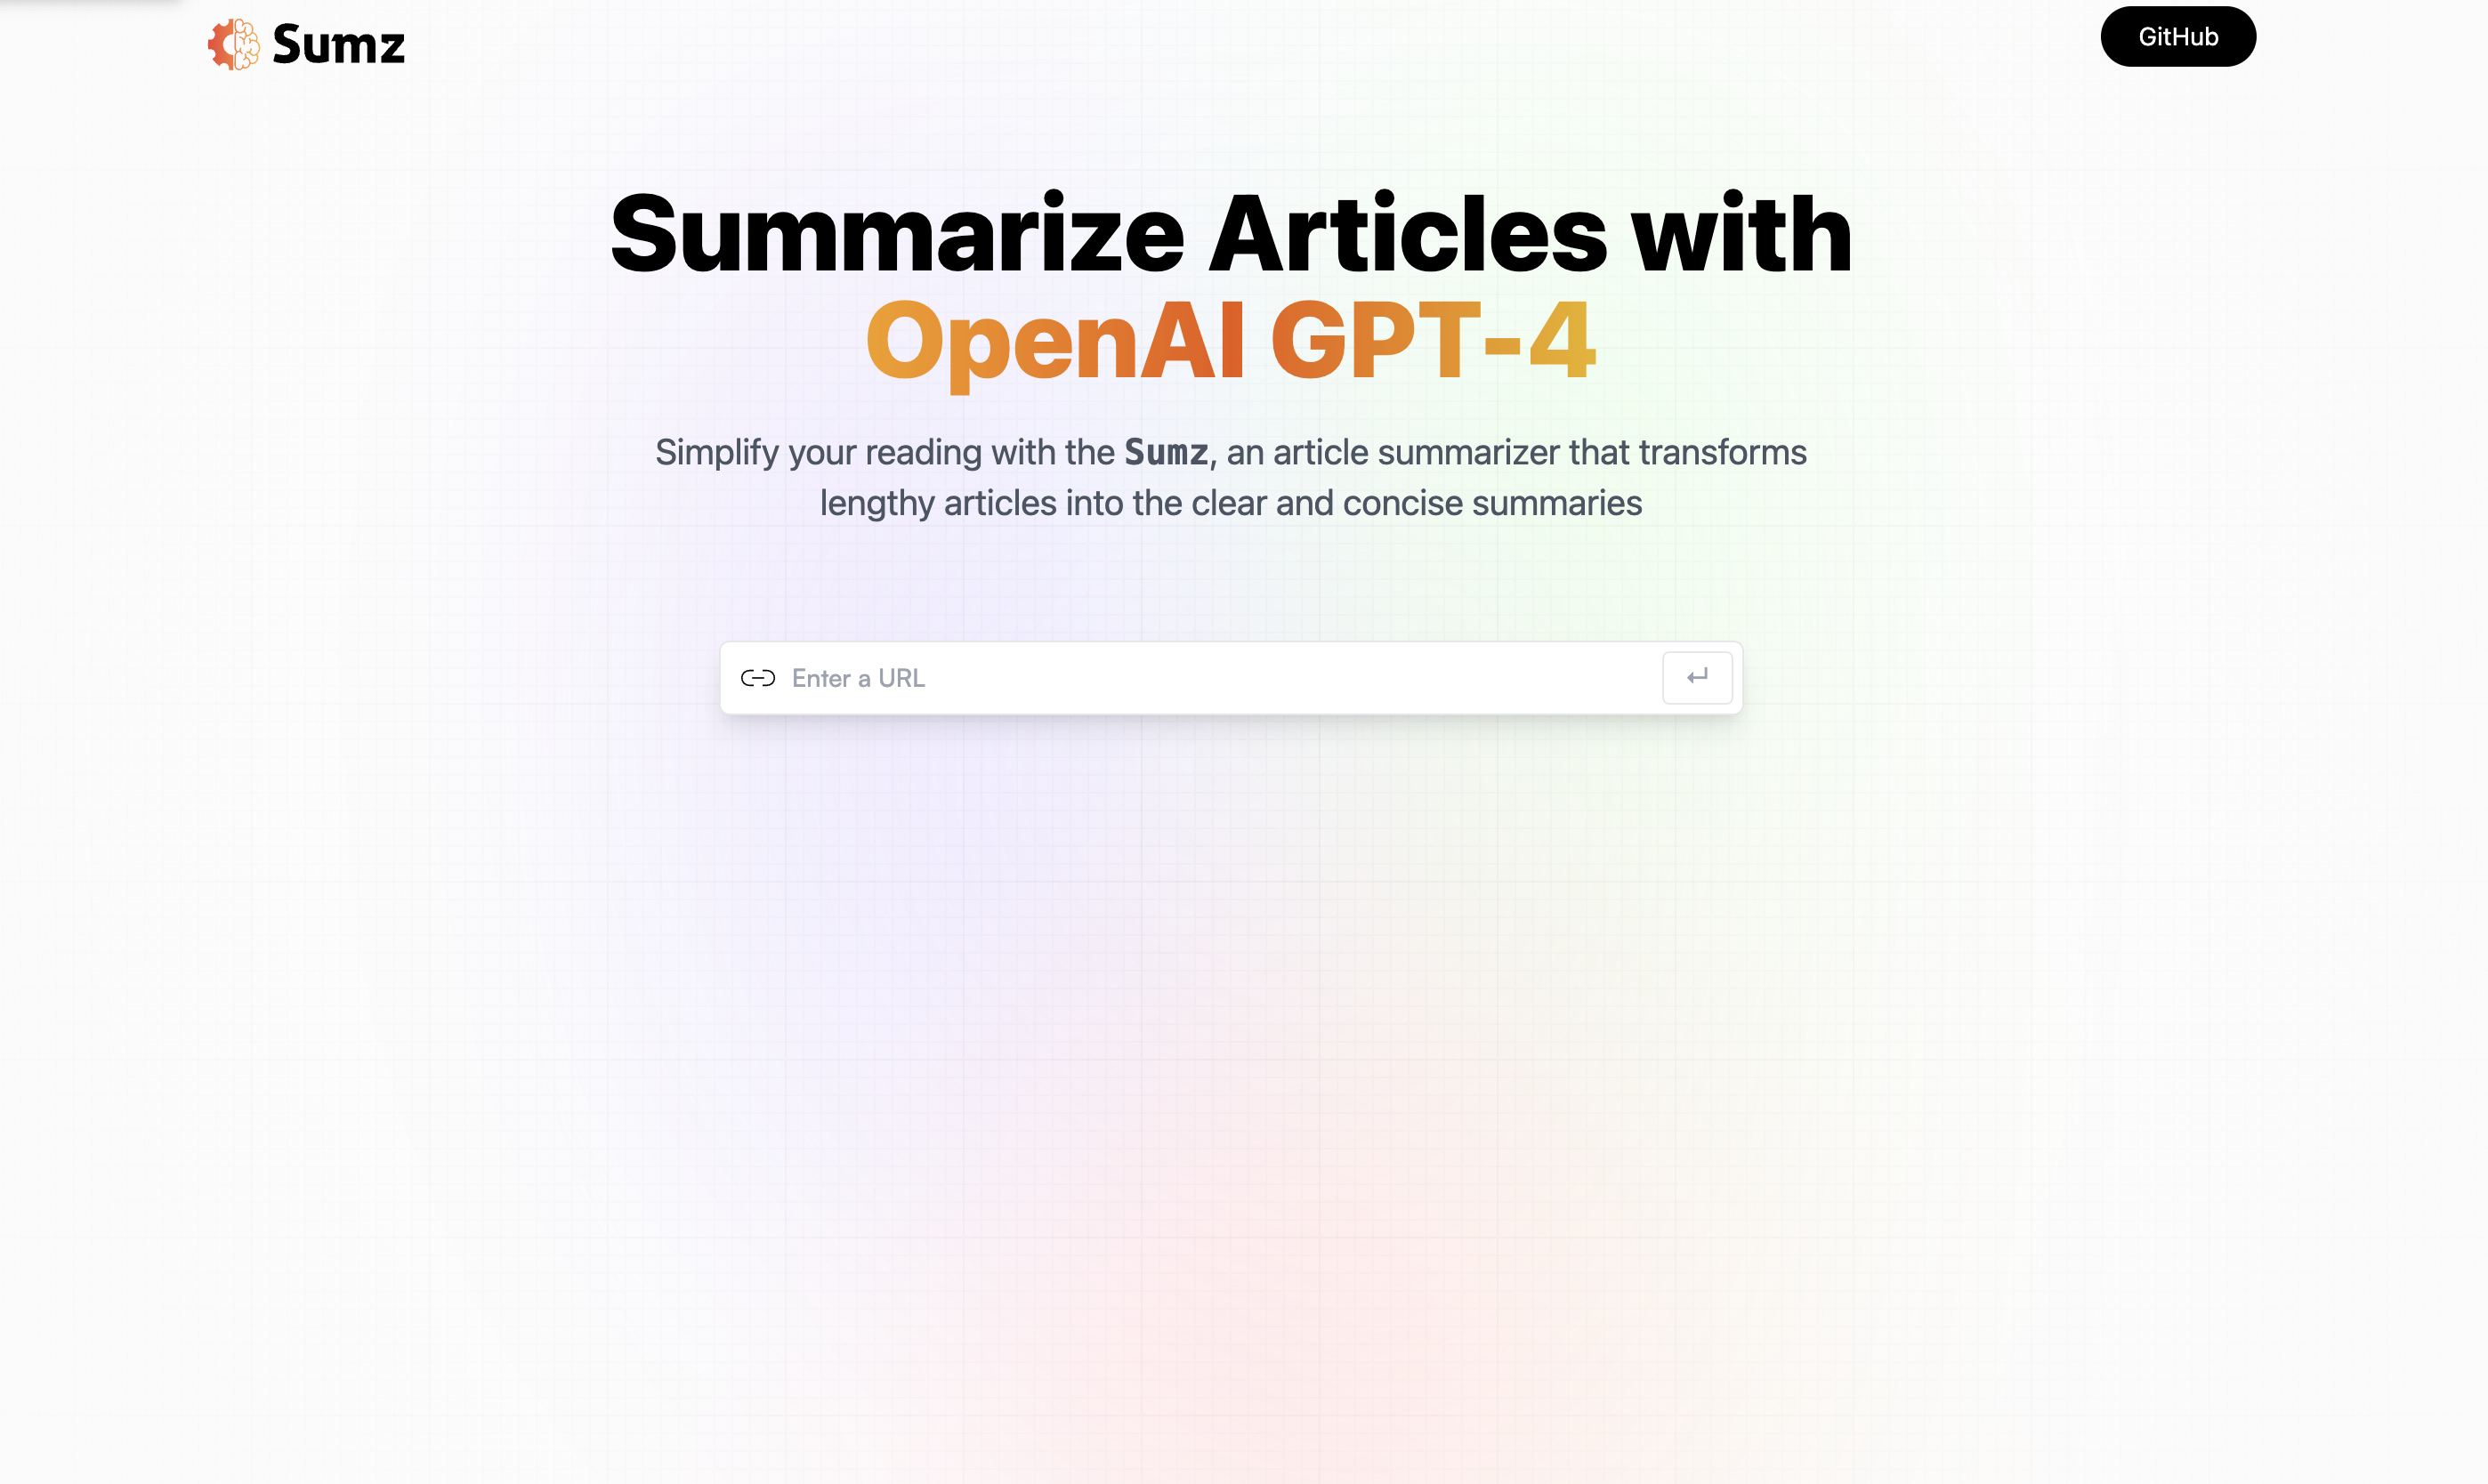 Sumz
GitHub
Summarize Articles with
OpenAI GPT-4
Simplify your reading with the Sumz, an article summarizer that transforms
lengthy articles into the clear and concise summaries
Enter a URL